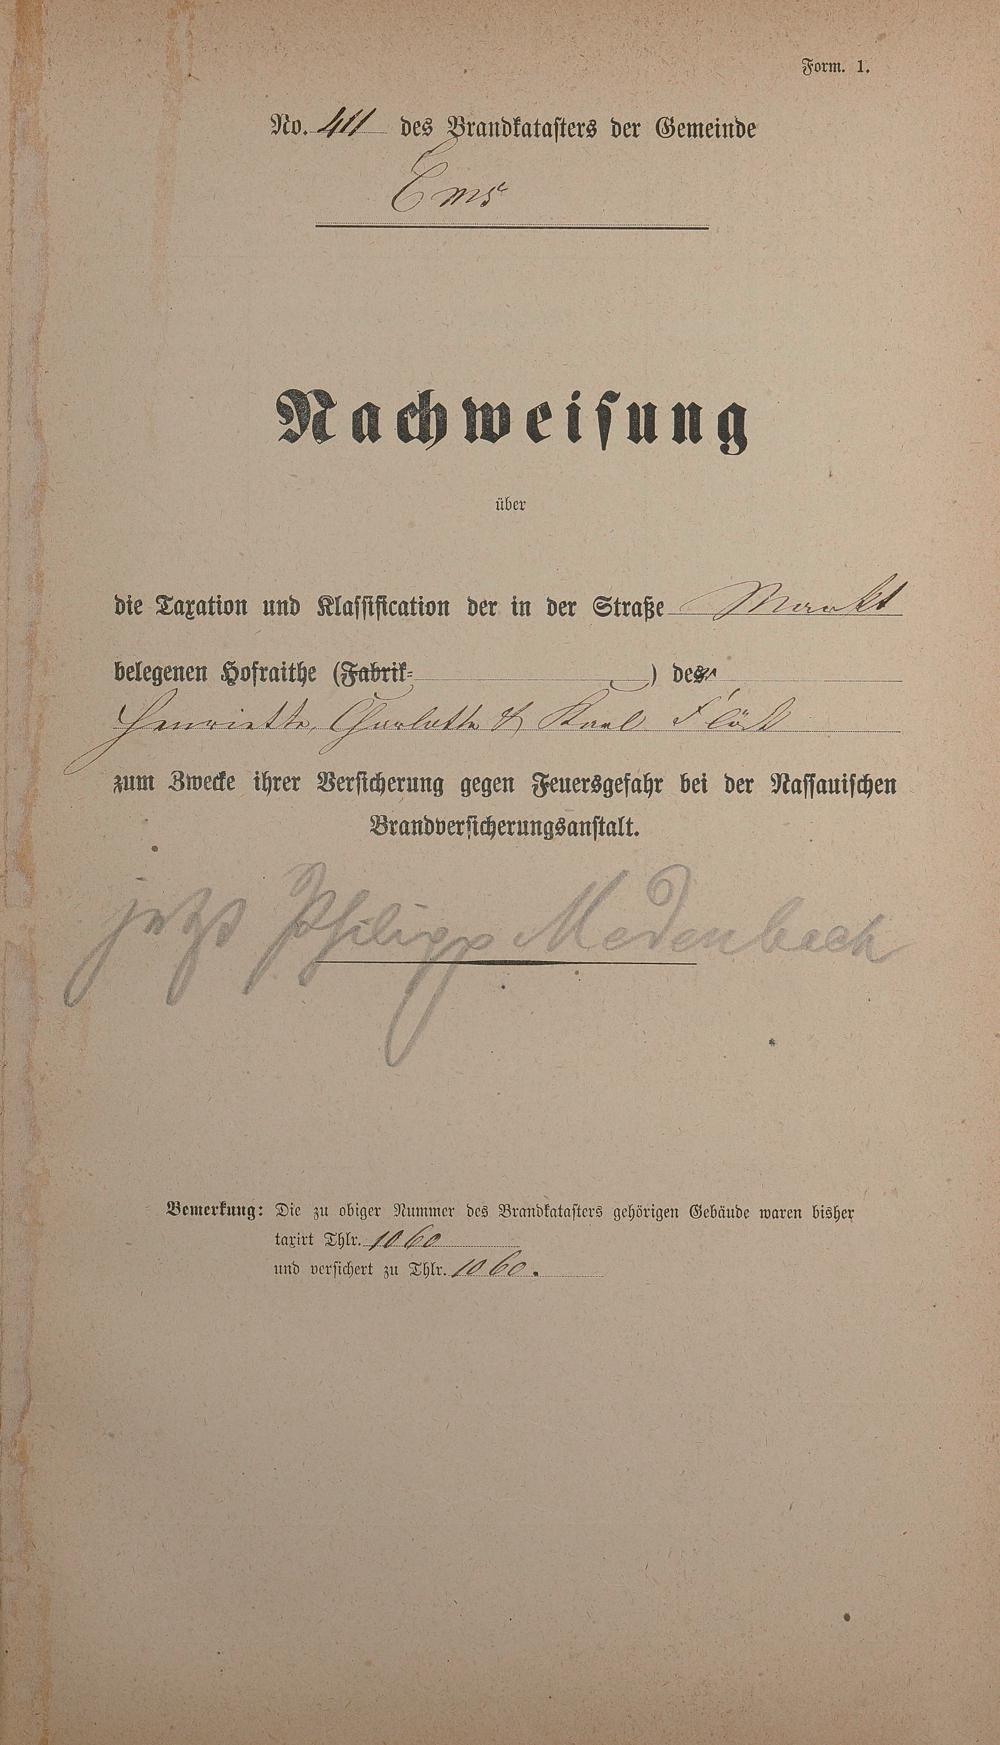 Form. 1.
No. 411 des Brandkatasters der Gemeinde
Ems
Nachweisung
über
die Taxation und Klassification der in der Straße Markt
belegenen Hofraithe (Fabrik- ) der
Henriette, Charlotte & Karl
zum Zwecke ihrer Versicherung gegen Feuersgefahr bei der Nassauischen
Brandversicherungsanstalt.
jetzt Philipp Medenbach
Bemerkung: Die zu obiger Nummer des Brandkatasters gehörigen Gebäude waren bisher
taxirt Thlr. 1060
und versichert zu Thlr. 1060.